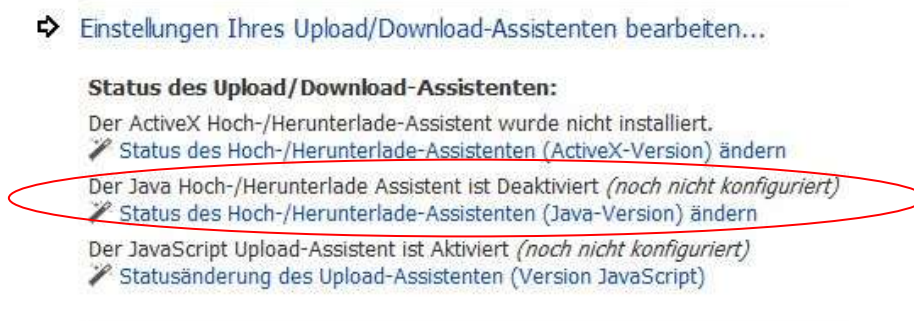 Einstellungen Ihres Upload/Download-Assistenten bearbeiten...
Status des Upload/Download-Assistenten:
Der ActiveX Hoch-/Herunterlade-Assistent wurde nicht installiert.
Status des Hoch-/Herunterlade-Assistenten (ActiveX-Version) ändern
Der Java Hoch-/Herunterlade Assistent ist Deaktiviert (noch nicht konfiguriert)
Status des Hoch-/Herunterlade-Assistenten (Java-Version) ändern
Der JavaScript Upload-Assistent ist Aktiviert (noch nicht konfiguriert)
Statusänderung des Upload-Assistenten (Version JavaScript)